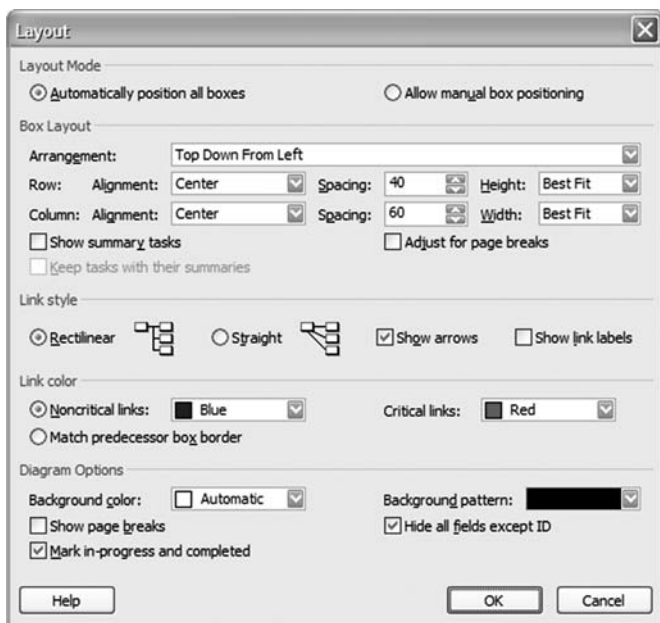 Layout
Layout Mode
Automatically position all boxes Allow manual box positioning
Box Layout
Arrangement: Top Down From Left
Row: Alignment: Center Spacing: 40 Height: Best Fit
Column: Alignment: Center Spacing: 60 Width: Best Fit
Show summary tasks Adjust for page breaks
Keep tasks with their summaries
Link style
Rectilinear Straight Show arrows Show link labels
Link color
Noncritical links: Blue Critical links: Red
Match predecessor box border
Diagram Options
Background color: Automatic Background pattern:
Show page breaks Hide all fields except ID
Mark in-progress and completed
Help OK Cancel